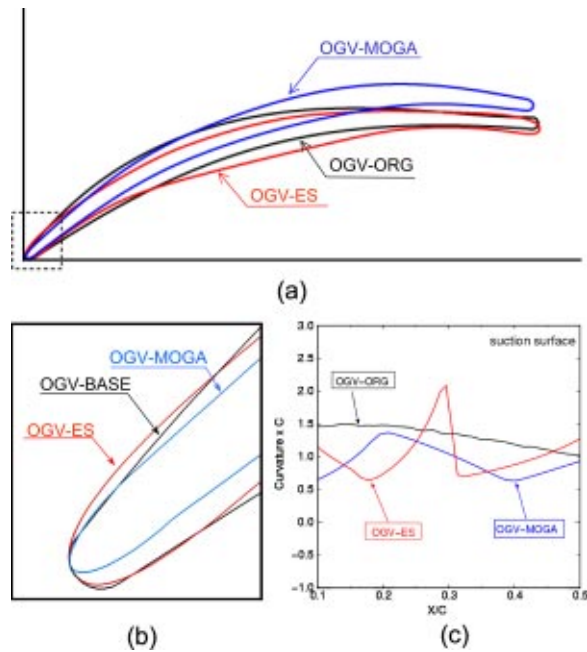 OGV-MOGA
OGV-ORG
OGV-ES
(a)
OGV-MOGA
OGV-BASE
OGV-ES
(b)
suction surface
OGV-ORG
OGV-ES
OGV-MOGA
3.0
2.5
2.0
1.5
1.0
0.5
0.0
−0.5
−1.0
Curvature x C
0.1
0.2
0.3
0.4
0.5
X/C
(c)